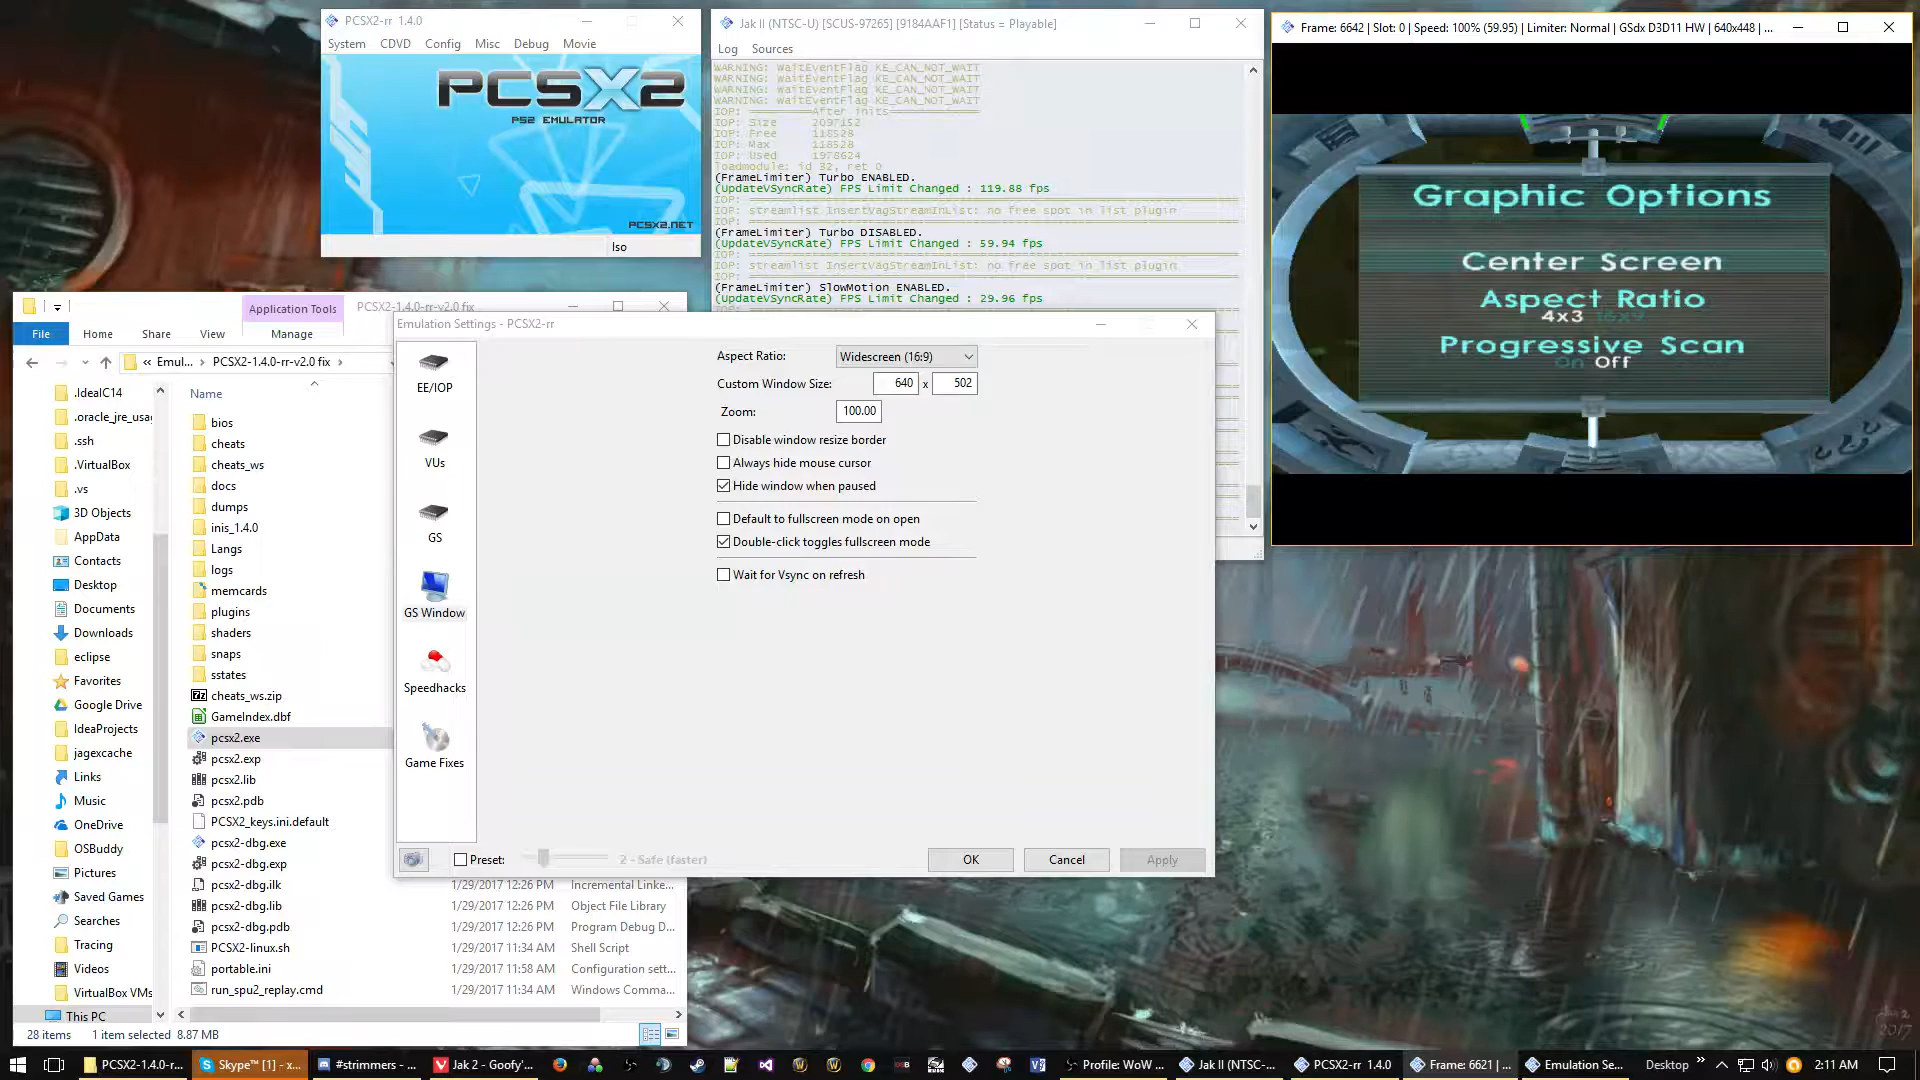 PCSX2-rr 1.4.0
System CDVD Config Misc Debug Movie
PCSX2
PS2 EMULATOR
PCSX2.NET
Iso
Jak II (NTSC-U) [SCUS-97265] [9184AAF1] [Status = Playable]
Log Sources
WARNING: WaitEventFlag KE_CAN_NOT_WAIT
WARNING: WaitEventFlag KE_CAN_NOT_WAIT
WARNING: WaitEventFlag KE_CAN_NOT_WAIT
WARNING: WaitEventFlag KE_CAN_NOT_WAIT
IOP: =========After inits=============
IOP: Size 2097152
IOP: Free 118528
IOP: Max 118528
IOP: Used 1978624
loadmodule: id 32, ret 0
(FrameLimiter) Turbo ENABLED.
(UpdateVSyncRate) FPS Limit Changed : 119.88 fps
IOP:
IOP: streamlist InsertVagStreamInList: no free spot in list plugin
IOP:
(FrameLimiter) Turbo DISABLED.
(UpdateVSyncRate) FPS Limit Changed : 59.94 fps
IOP:
IOP: streamlist InsertVagStreamInList: no free spot in list plugin
IOP:
(FrameLimiter) SlowMotion ENABLED.
(UpdateVSyncRate) FPS Limit Changed : 29.96 fps
Frame: 6642 | Slot: 0 | Speed: 100% (59.95) | Limiter: Normal | GSdx D3D11 HW | 640x448 | ...
Graphic Options
Center Screen
Aspect Ratio
4x3 16x9
Progressive Scan
On Off
Application Tools PCSX2-1.4.0-rr-v2.0 fix
File Home Share View Manage
« Emul... > PCSX2-1.4.0-rr-v2.0 fix >
.IdeaIC14
.oracle_jre_usa
.ssh
.VirtualBox
.vs
3D Objects
AppData
Contacts
Desktop
Documents
Downloads
eclipse
Favorites
Google Drive
IdeaProjects
jagexcache
Links
Music
OneDrive
OSBuddy
Pictures
Saved Games
Searches
Tracing
Videos
VirtualBox VMs
This PC
Name
bios
cheats
cheats_ws
docs
dumps
inis_1.4.0
Langs
logs
memcards
plugins
shaders
snaps
sstates
cheats_ws.zip
GameIndex.dbf
pcsx2.exe
pcsx2.exp
pcsx2.lib
pcsx2.pdb
PCSX2_keys.ini.default
pcsx2-dbg.exe
pcsx2-dbg.exp
pcsx2-dbg.ilk 1/29/2017 12:26 PM Incremental Linke...
pcsx2-dbg.lib 1/29/2017 12:26 PM Object File Library
pcsx2-dbg.pdb 1/29/2017 12:26 PM Program Debug D...
PCSX2-linux.sh 1/29/2017 11:34 AM Shell Script
portable.ini 1/29/2017 11:58 AM Configuration sett...
run_spu2_replay.cmd 1/29/2017 11:34 AM Windows Comma...
28 items 1 item selected 8.87 MB
Emulation Settings - PCSX2-rr
EE/IOP
VUs
GS
GS Window
Speedhacks
Game Fixes
Aspect Ratio: Widescreen (16:9)
Custom Window Size: 640 x 502
Zoom: 100.00
Disable window resize border
Always hide mouse cursor
Hide window when paused
Default to fullscreen mode on open
Double-click toggles fullscreen mode
Wait for Vsync on refresh
Preset: 2 - Safe (faster)
OK Cancel Apply
2017
PCSX2-1.4.0-r... Skype™ [1] - x... #strimmers - ... Jak 2 - Goofy'... Profile: WoW ... Jak II (NTSC-... PCSX2-rr 1.4.0 Frame: 6621 | ... Emulation Se... Desktop » 2:11 AM